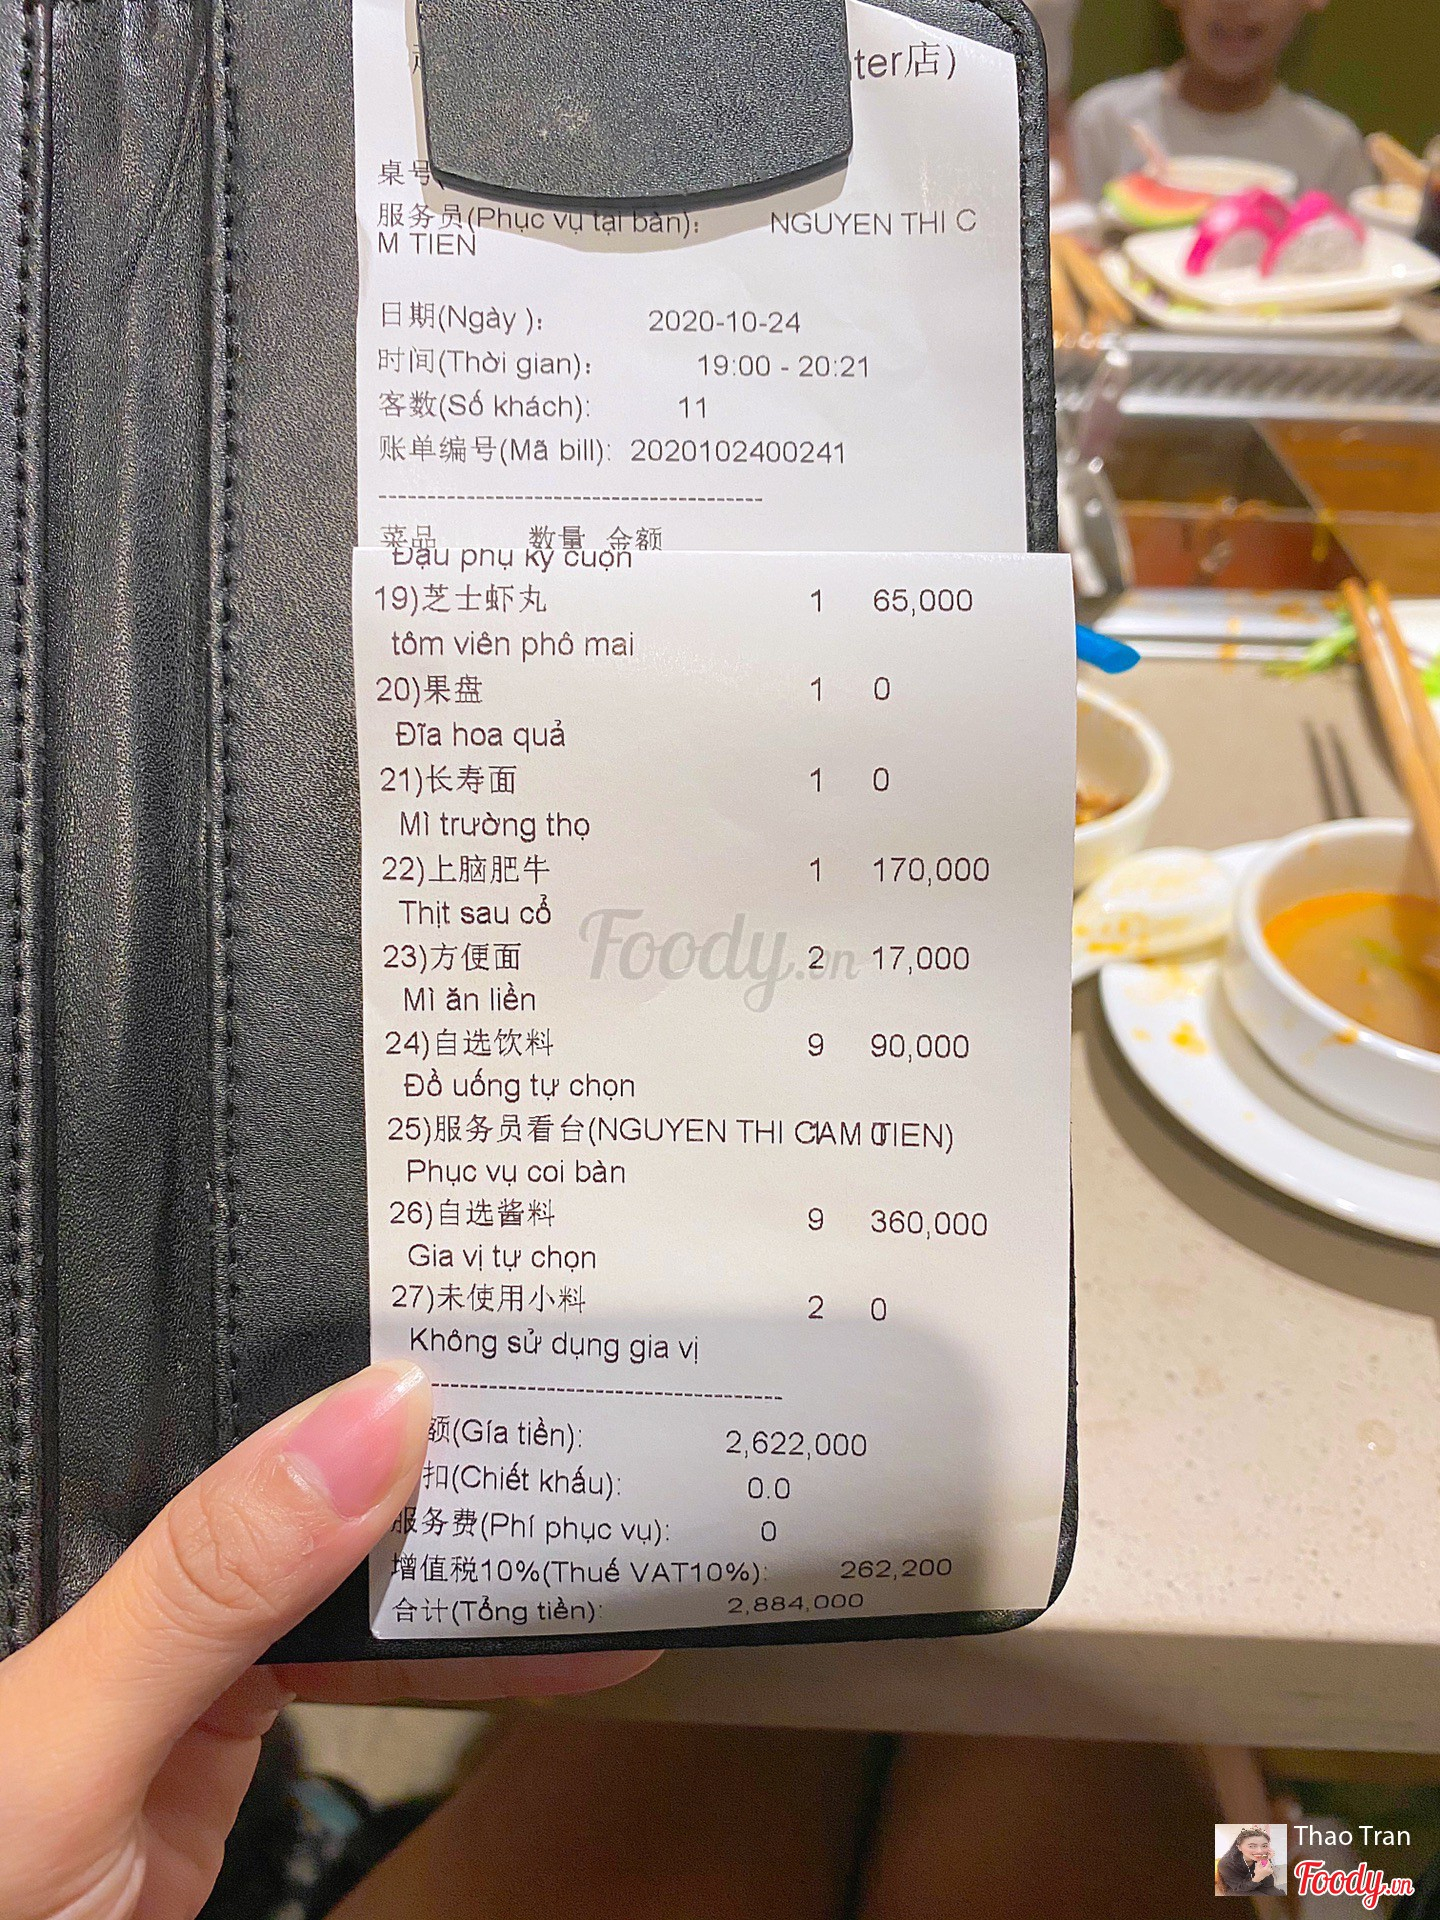 ter店)
桌号(
服务员(Phục vụ tại bàn): NGUYEN THI C
M TIEN
日期(Ngày ): 2020-10-24
时间(Thời gian): 19:00 - 20:21
客数(Số khách): 11
账单编号(Mã bill): 2020102400241
菜品 数量 金额
Đậu phụ ky cuộn
19)芝士虾丸 1 65,000
tôm viên phô mai
20)果盘 1 0
Đĩa hoa quả
21)长寿面 1 0
Mì trường thọ
22)上脑肥牛 1 170,000
Thịt sau cổ
23)方便面 2 17,000
Mì ăn liền
24)自选饮料 9 90,000
Đồ uống tự chọn
25)服务员看台(NGUYEN THI CAM TIEN) 1 0
Phục vụ coi bàn
26)自选酱料 9 360,000
Gia vị tự chọn
27)未使用小料 2 0
Không sử dụng gia vị
额(Gía tiền): 2,622,000
扣(Chiết khấu): 0.0
服务费(Phí phục vụ): 0
增值税10%(Thuế VAT10%): 262,200
合计(Tổng tiền): 2,884,000
Foody.vn
Thao Tran
Foody.vn